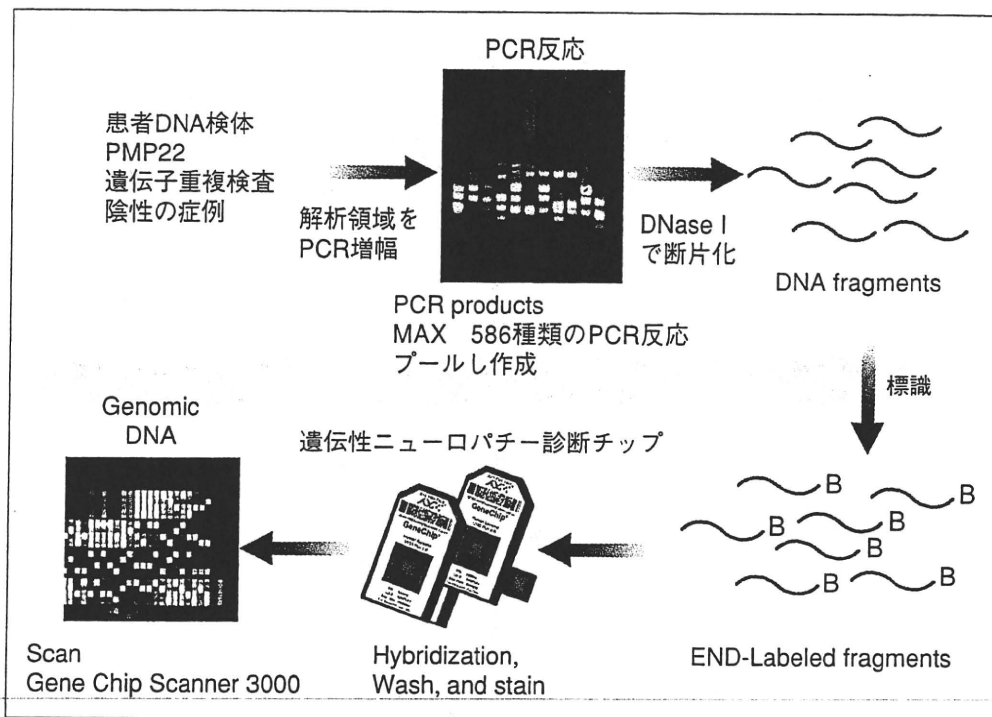 PCR反応
患者DNA検体
PMP22
遺伝子重複検査
陰性の症例
解析領域を
PCR増幅
DNase I
で断片化
DNA fragments
PCR products
MAX 586種類のPCR反応
プールし作成
標識
Genomic
DNA
遺伝性ニューロパチー診断チップ
GeneChip
GeneChip
B
B
B
B
B
B
B
Scan
Gene Chip Scanner 3000
Hybridization,
Wash, and stain
END-Labeled fragments